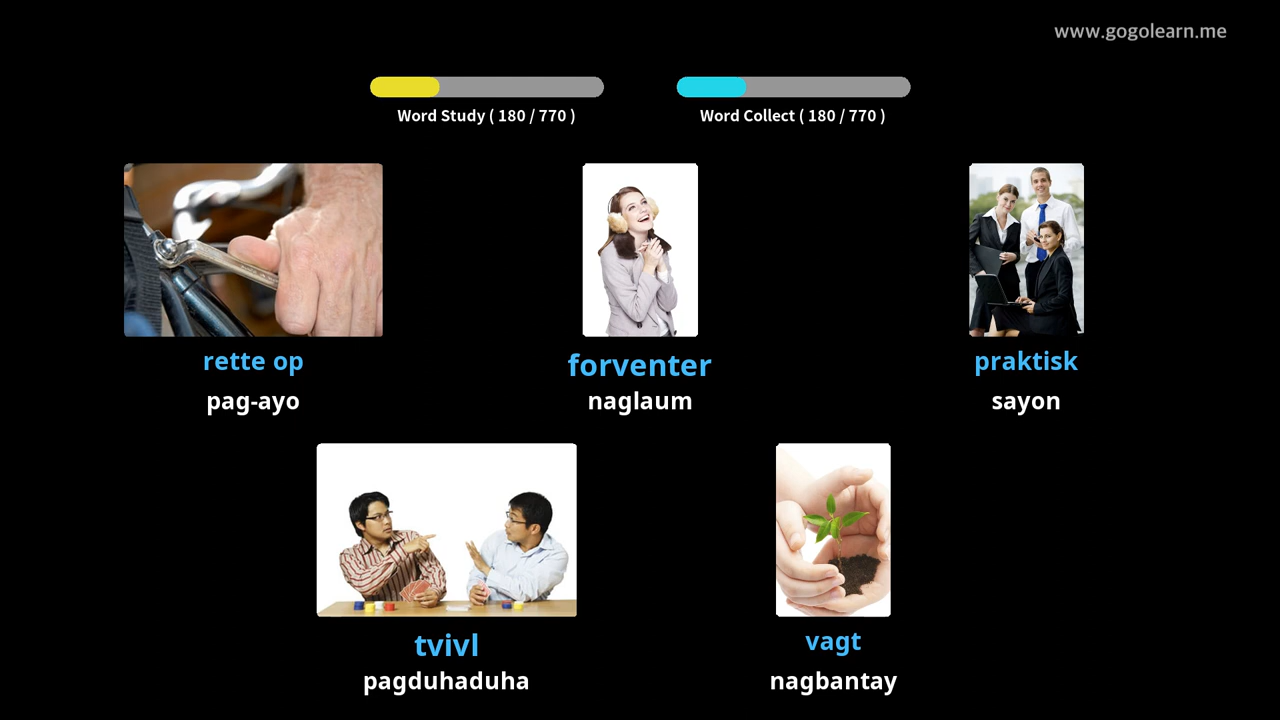 www.gogolearn.me
Word Study ( 180 / 770 )
Word Collect ( 180 / 770 )
rette op
pag-ayo
forventer
naglaum
praktisk
sayon
tvivl
pagduhaduha
vagt
nagbantay